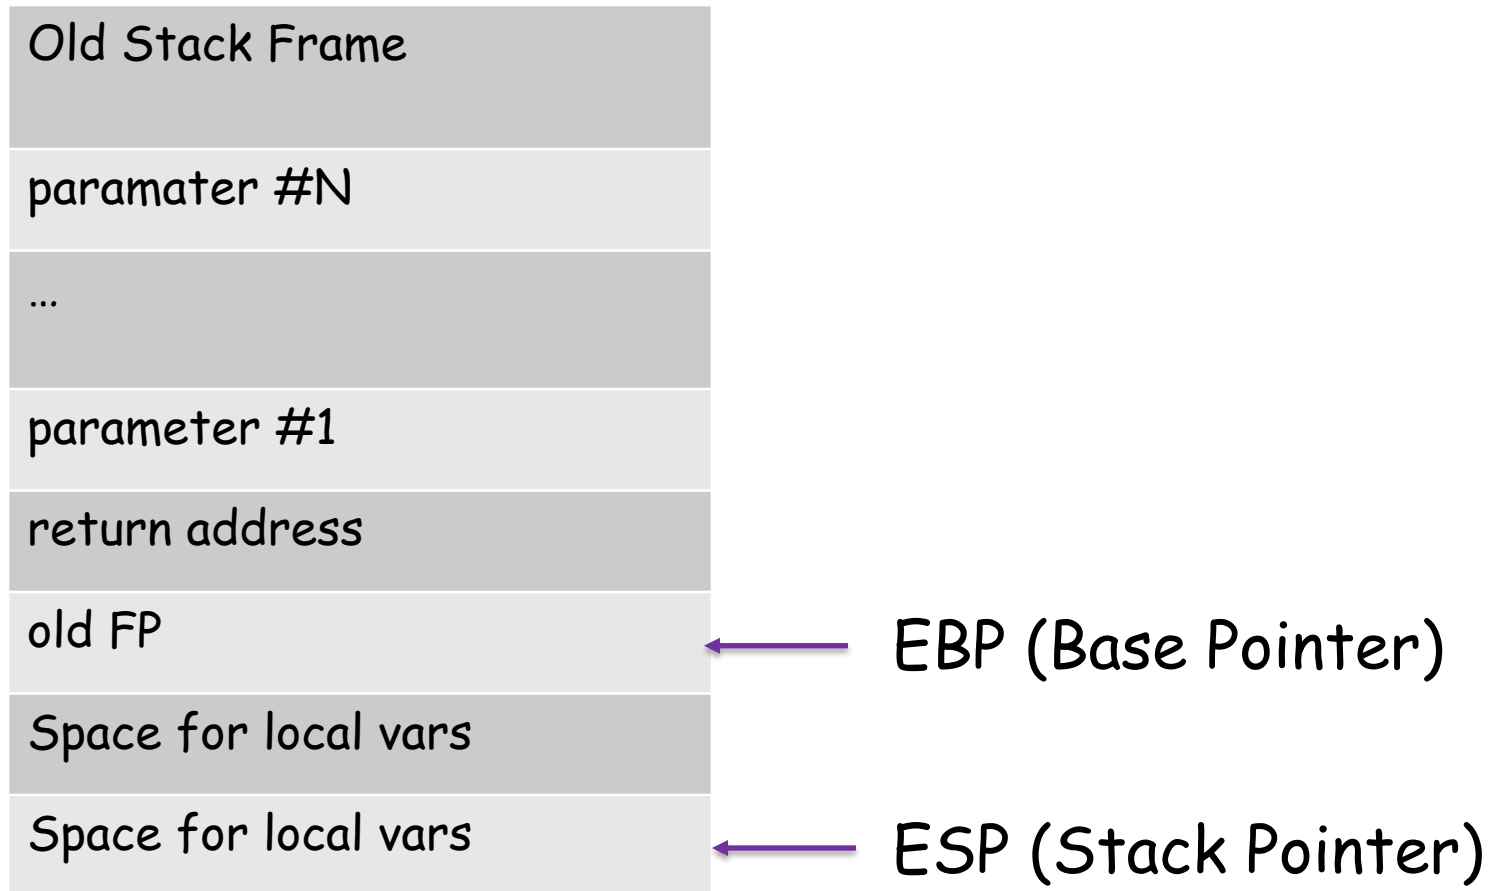 Old Stack Frame
paramater #N
...
parameter #1
return address
old FP
EBP (Base Pointer)
Space for local vars
Space for local vars
ESP (Stack Pointer)